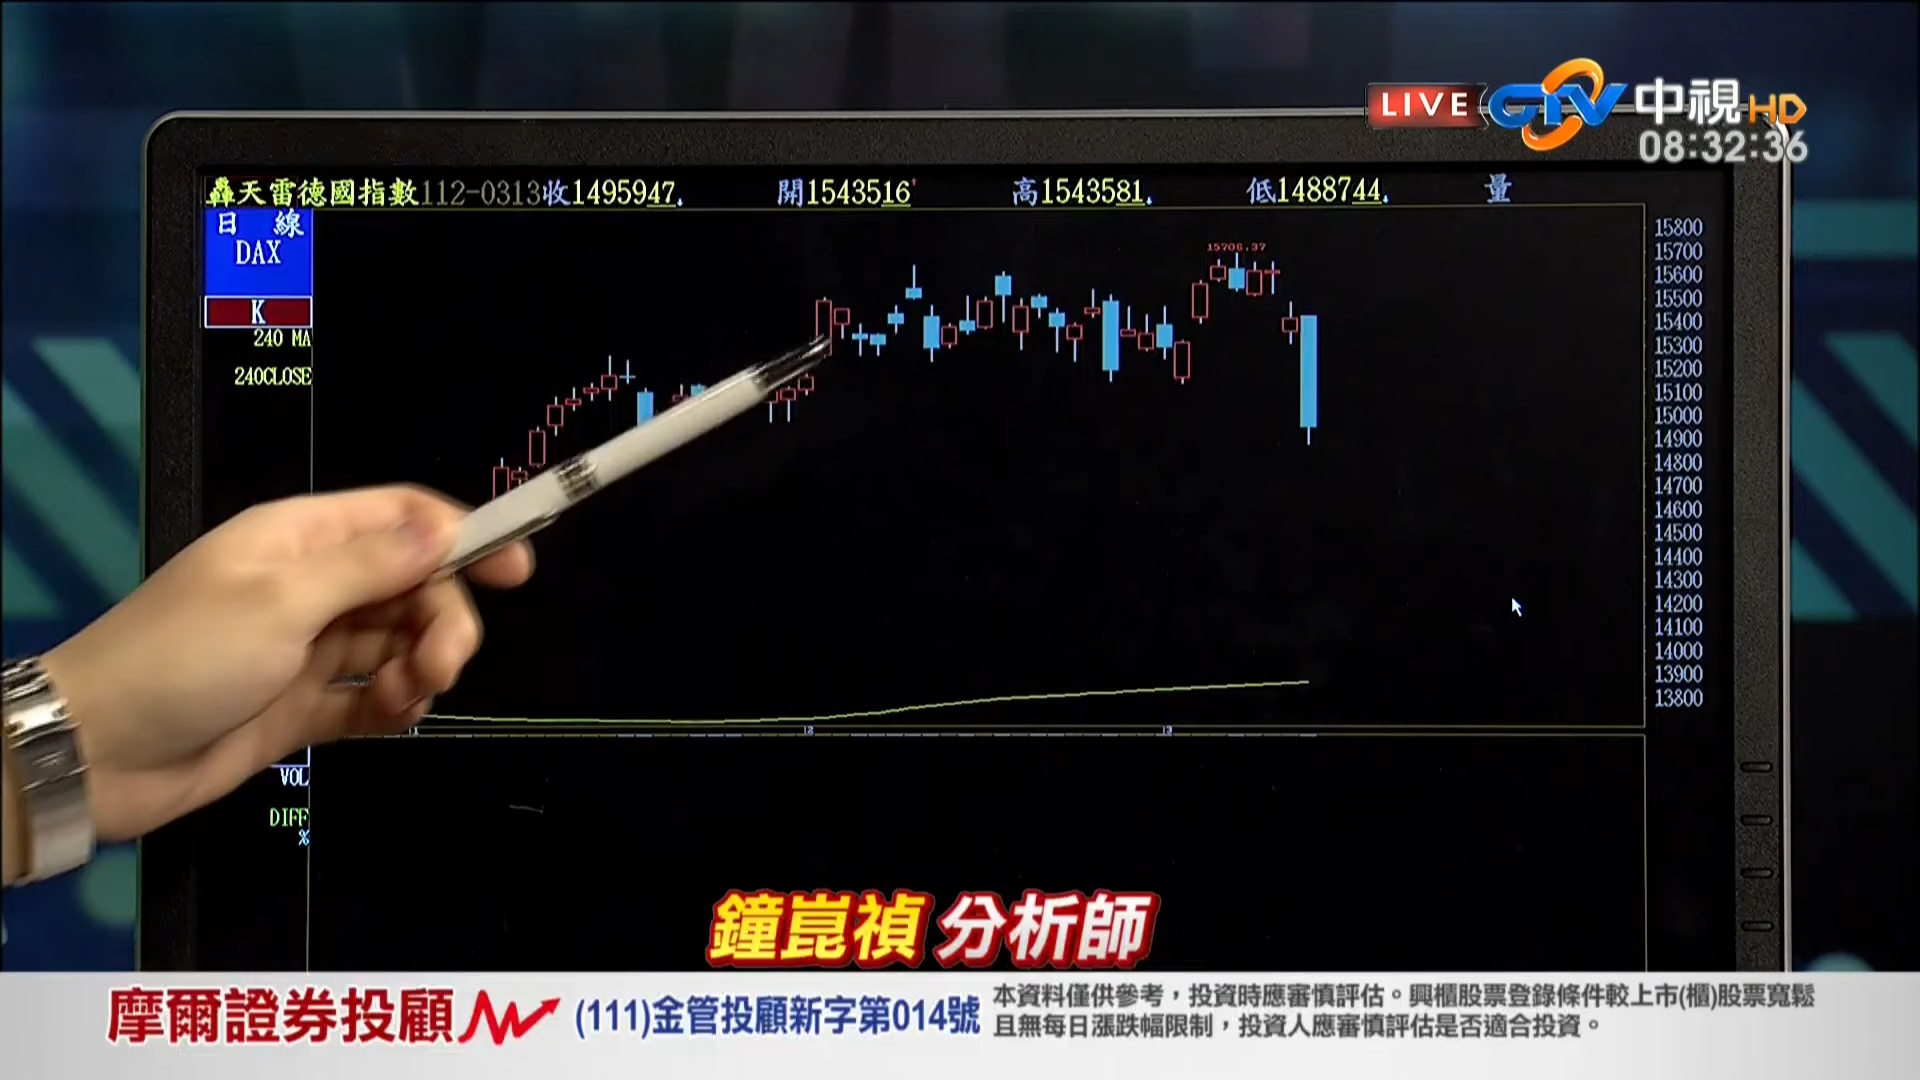 LIVE CTV 中視HD
08:32:36
轟天雷德國指數112-0313收1495947 開1543516 高1543581 低1488744 量
日 線
DAX
K
240 MA
240CLOSE
15706.37
15800
15700
15600
15500
15400
15300
15200
15100
15000
14900
14800
14700
14600
14500
14400
14300
14200
14100
14000
13900
13800
1 2 3
VOL
DIFF
%
鐘崑禎 分析師
摩爾證券投顧 (111)金管投顧新字第014號
本資料僅供參考，投資時應審慎評估。興櫃股票登錄條件較上市(櫃)股票寬鬆
且無每日漲跌幅限制，投資人應審慎評估是否適合投資。